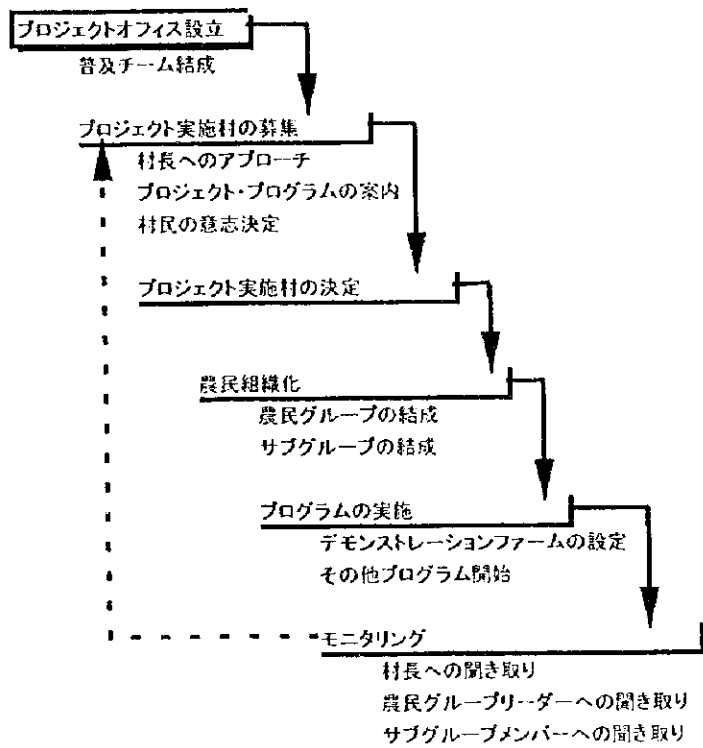 プロジェクトオフィス設立
普及チーム結成
プロジェクト実施村の募集
村長へのアプローチ
プロジェクト・プログラムの案内
村民の意志決定
プロジェクト実施村の決定
農民組織化
農民グループの結成
サブグループの結成
プログラムの実施
デモンストレーションファームの設定
その他プログラム開始
モニタリング
村長への聞き取り
農民グループリーダーへの聞き取り
サブグループメンバーへの聞き取り